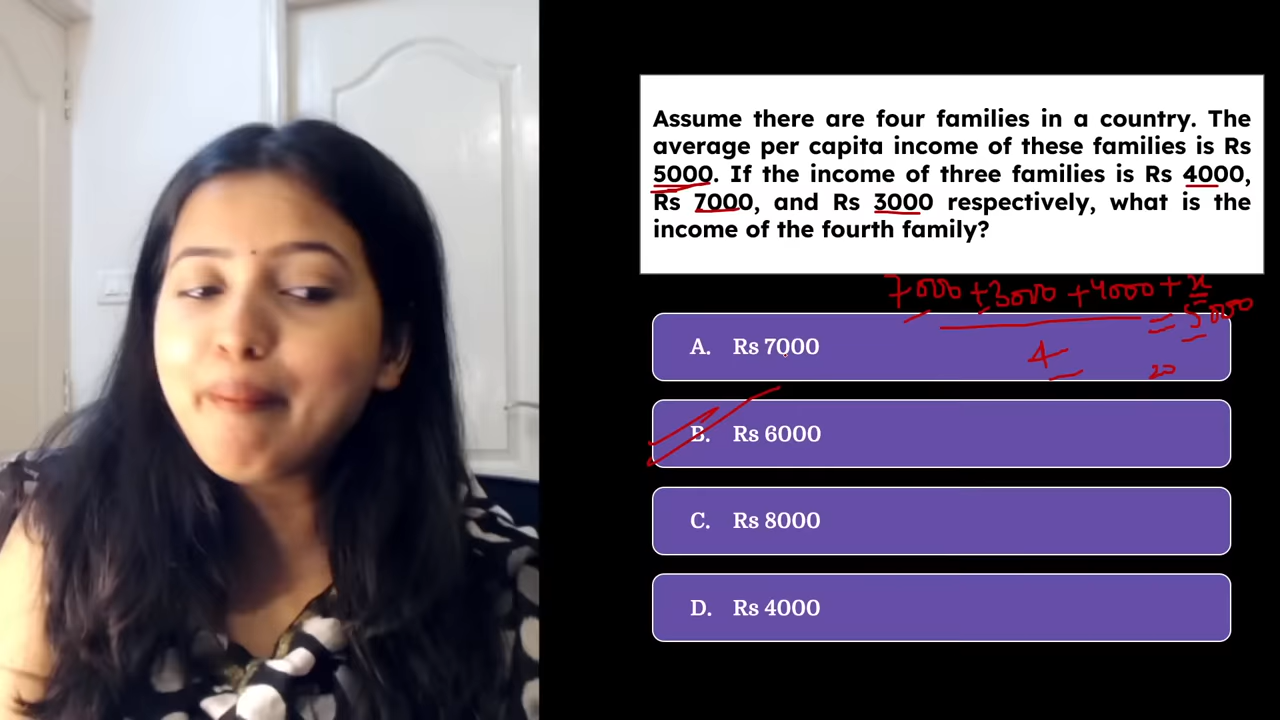 Assume there are four families in a country. The
average per capita income of these families is Rs
5000. If the income of three families is Rs 4000,
Rs 7000, and Rs 3000 respectively, what is the
income of the fourth family?
7000 + 3000 + 4000 + x
= 5000
4
20
A. Rs 7000
B. Rs 6000
C. Rs 8000
D. Rs 4000